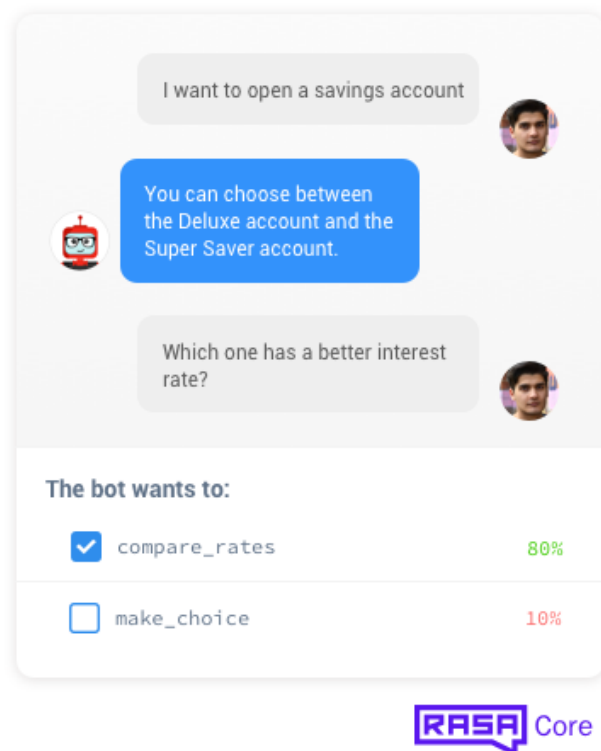 I want to open a savings account
You can choose between
the Deluxe account and the
Super Saver account.
Which one has a better interest
rate?
The bot wants to:
compare_rates 80%
make_choice 10%
RASA Core